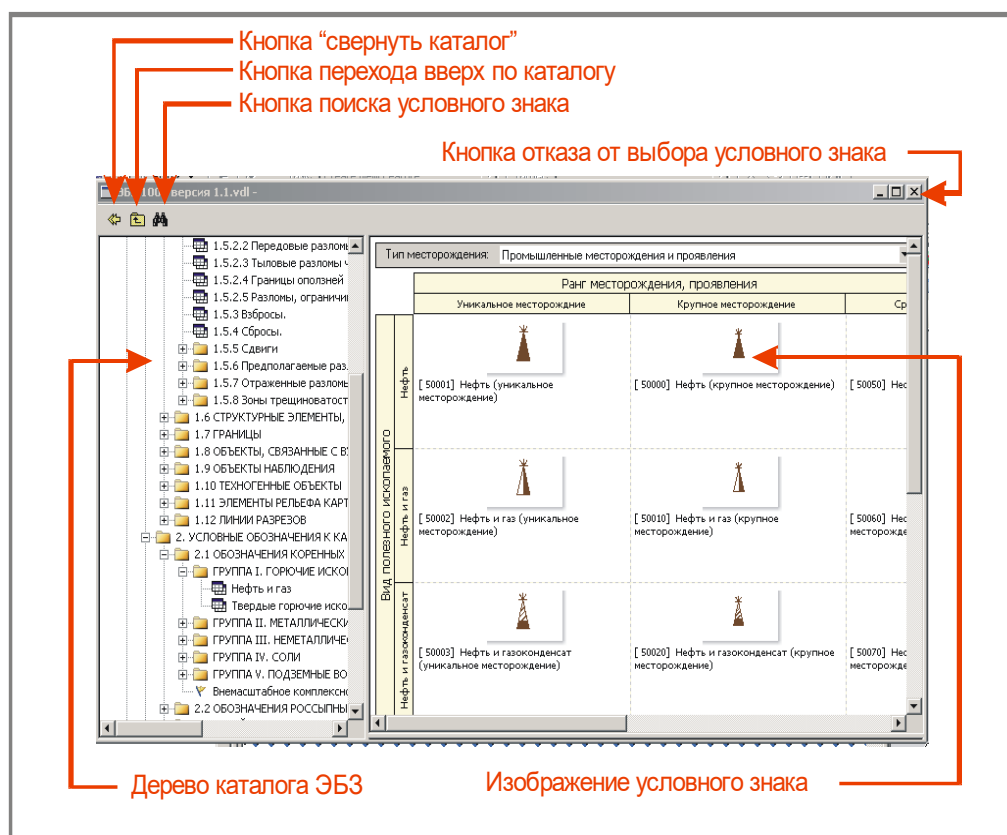 Кнопка “свернуть каталог”
Кнопка перехода вверх по каталогу
Кнопка поиска условного знака
Кнопка отказа от выбора условного знака
версия 1.1.vdl -
1.5.2.2 Передовые разломь
1.5.2.3 Тыловые разломы ч
1.5.2.4 Границы оползней
1.5.2.5 Разломы, ограничи
1.5.3 Взбросы.
1.5.4 Сбросы.
1.5.5 Сдвиги
1.5.6 Предполагаемые раз.
1.5.7 Отраженные разломь
1.5.8 Зоны трещиноватост
1.6 СТРУКТУРНЫЕ ЭЛЕМЕНТЫ,
1.7 ГРАНИЦЫ
1.8 ОБЪЕКТЫ, СВЯЗАННЫЕ С В
1.9 ОБЪЕКТЫ НАБЛЮДЕНИЯ
1.10 ТЕХНОГЕННЫЕ ОБЪЕКТЫ
1.11 ЭЛЕМЕНТЫ РЕЛЬЕФА КАРТ
1.12 ЛИНИИ РАЗРЕЗОВ
2. УСЛОВНЫЕ ОБОЗНАЧЕНИЯ К КА
2.1 ОБОЗНАЧЕНИЯ КОРЕННЫХ
ГРУППА I. ГОРЮЧИЕ ИСКО
Нефть и газ
Твердые горючие иско
ГРУППА II. МЕТАЛЛИЧЕСКИ
ГРУППА III. НЕМЕТАЛЛИЧЕ
ГРУППА IV. СОЛИ
ГРУППА V. ПОДЗЕМНЫЕ ВО
Внемасштабное комплексно
2.2 ОБОЗНАЧЕНИЯ РОССЫПНЫ
Тип месторождения: Промышленные месторождения и проявления
Ранг месторождения, проявления
Уникальное месторождние
Крупное месторождение
Ср
Вид полезного ископаемого
Нефть
[ 50001] Нефть (уникальное
месторождение)
[ 50000] Нефть (крупное месторождение)
[ 50050] Неф
Нефть и газ
[ 50002] Нефть и газ (уникальное
месторождение)
[ 50010] Нефть и газ (крупное
месторождение)
[ 50060] Неф
месторожде
Нефть и газоконденсат
[ 50003] Нефть и газоконденсат
(уникальное месторождение)
[ 50020] Нефть и газоконденсат (крупное
месторождение)
[ 50070] Неф
месторожде
Дерево каталога ЭБЗ
Изображение условного знака